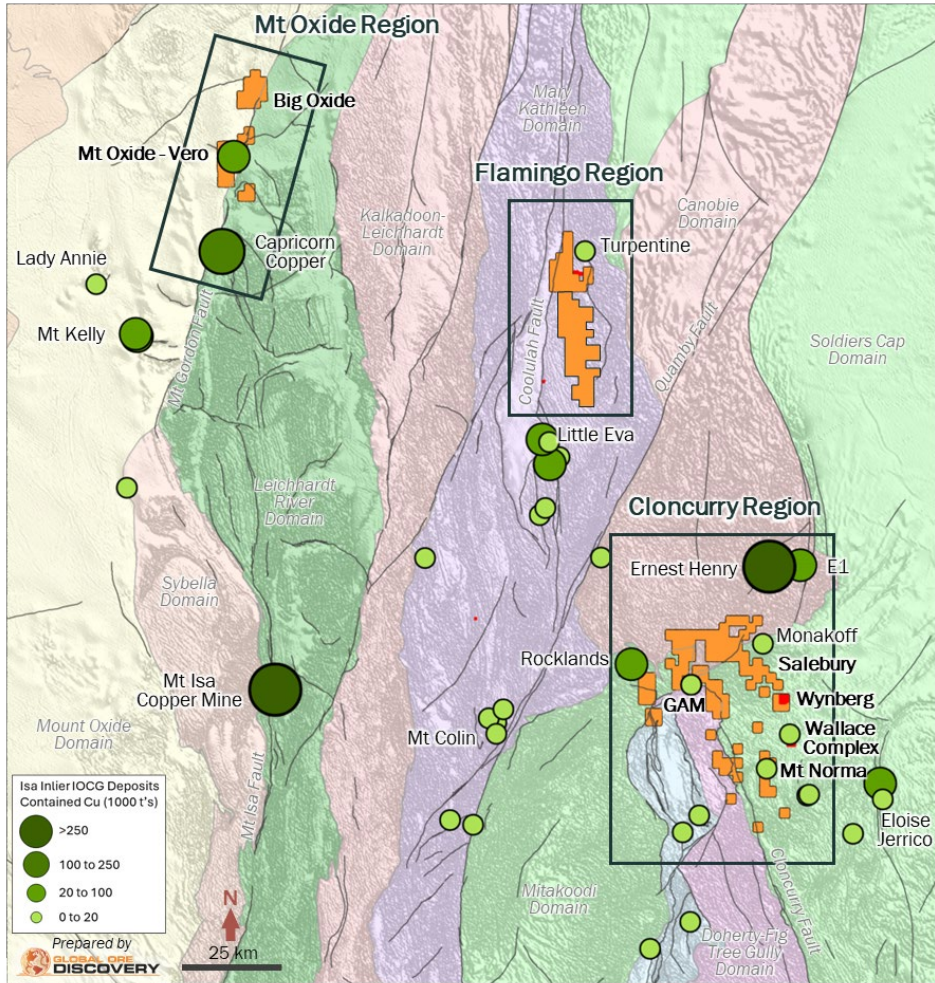 Mt Oxide Region
Big Oxide
Mt Oxide - Vero
Capricorn
Copper
Lady Annie
Mt Kelly
Mt Gordon Fault
Kalkadoon-
Leichhardt
Domain
Mary
Kathleen
Domain
Flamingo Region
Turpentine
Coolulah Fault
Canobie
Domain
Quamby Fault
Soldiers Cap
Domain
Little Eva
Leichhardt
River
Domain
Sybella
Domain
Cloncurry Region
Ernest Henry
E1
Monakoff
Salebury
Rocklands
GAM
Wynberg
Wallace
Complex
Mt Norma
Mt Isa
Copper Mine
Mount Oxide
Domain
Mt Isa Fault
Mt Colin
Eloise
Jerrico
Mitakoodi
Domain
Cloncurry Fault
Doherty-Fig
Tree Gully
Domain
Isa Inlier IOCG Deposits
Contained Cu (1000 t's)
>250
100 to 250
20 to 100
0 to 20
Prepared by
GLOBAL ORE
DISCOVERY
N
25 km